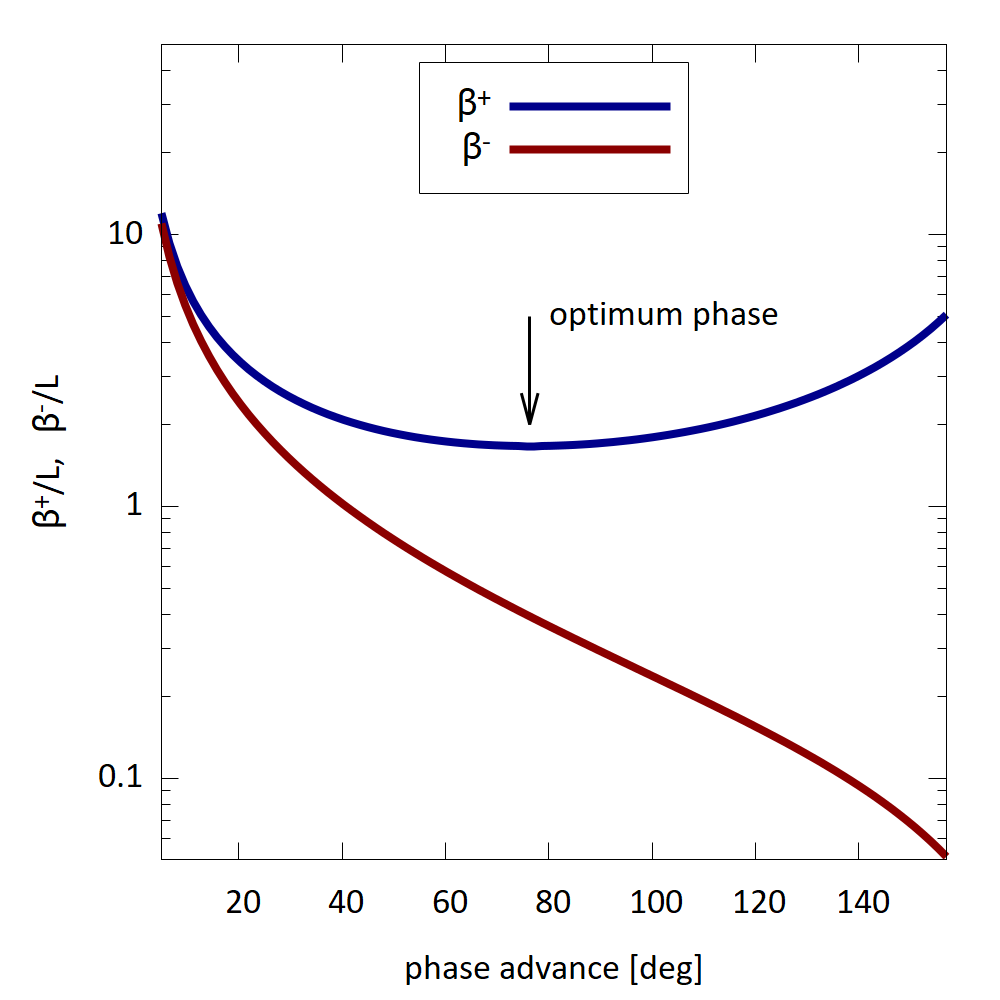 β⁺
β⁻
10
optimum phase
β⁺/L, β⁻/L
1
0.1
20 40 60 80 100 120 140
phase advance [deg]